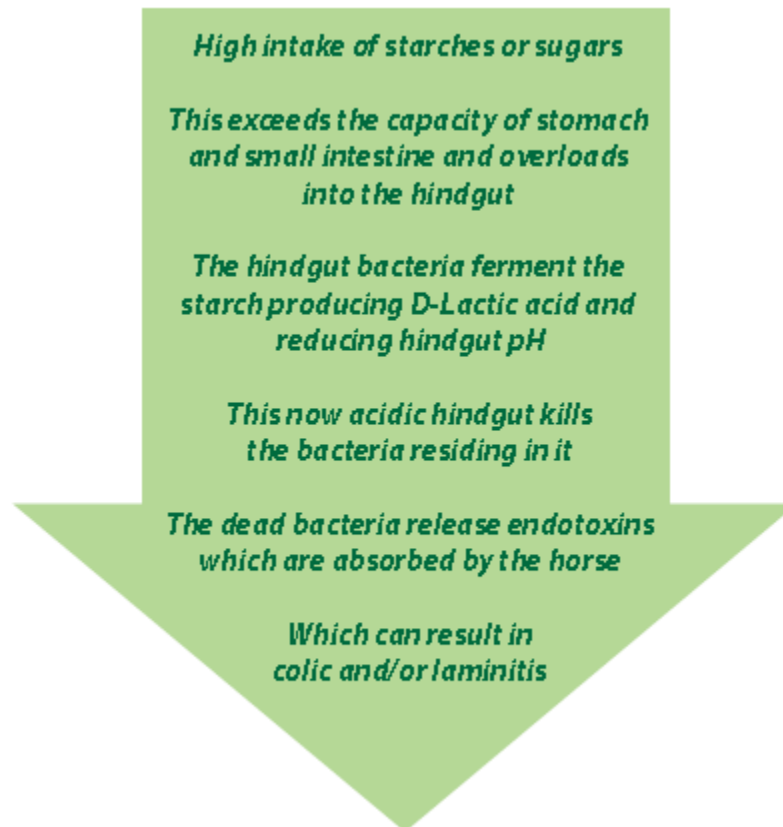 High intake of starches or sugars
This exceeds the capacity of stomach
and small intestine and overloads
into the hindgut
The hindgut bacteria ferment the
starch producing D-Lactic acid and
reducing hindgut pH
This now acidic hindgut kills
the bacteria residing in it
The dead bacteria release endotoxins
which are absorbed by the horse
Which can result in
colic and/or laminitis